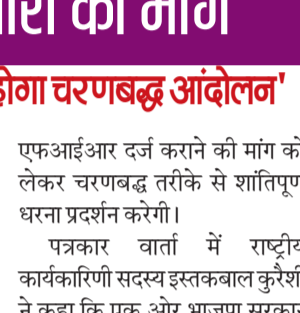 की मांग
होगा चरणबद्ध आंदोलन'
एफआईआर दर्ज कराने की मांग को
लेकर चरणबद्ध तरीके से शांतिपूर्ण
धरना प्रदर्शन करेगी।
पत्रकार वार्ता में राष्ट्रीय
कार्यकारिणी सदस्य इस्तकबाल कुरैशी
ने कहा कि एक ओर भाजपा सरकार